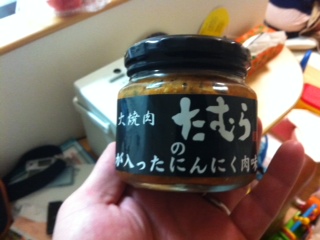 大焼肉
たむら
の
が入ったにんにく肉味